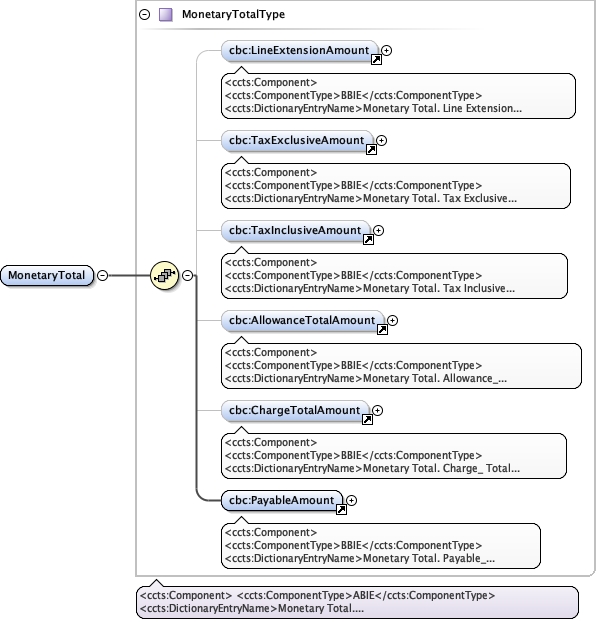 MonetaryTotalType
cbc:LineExtensionAmount
<ccts:Component>
<ccts:ComponentType>BBIE</ccts:ComponentType>
<ccts:DictionaryEntryName>Monetary Total. Line Extension...
cbc:TaxExclusiveAmount
<ccts:Component>
<ccts:ComponentType>BBIE</ccts:ComponentType>
<ccts:DictionaryEntryName>Monetary Total. Tax Exclusive...
cbc:TaxInclusiveAmount
<ccts:Component>
<ccts:ComponentType>BBIE</ccts:ComponentType>
<ccts:DictionaryEntryName>Monetary Total. Tax Inclusive...
MonetaryTotal
cbc:AllowanceTotalAmount
<ccts:Component>
<ccts:ComponentType>BBIE</ccts:ComponentType>
<ccts:DictionaryEntryName>Monetary Total. Allowance_...
cbc:ChargeTotalAmount
<ccts:Component>
<ccts:ComponentType>BBIE</ccts:ComponentType>
<ccts:DictionaryEntryName>Monetary Total. Charge_ Total...
cbc:PayableAmount
<ccts:Component>
<ccts:ComponentType>BBIE</ccts:ComponentType>
<ccts:DictionaryEntryName>Monetary Total. Payable_...
<ccts:Component> <ccts:ComponentType>ABIE</ccts:ComponentType>
<ccts:DictionaryEntryName>Monetary Total....